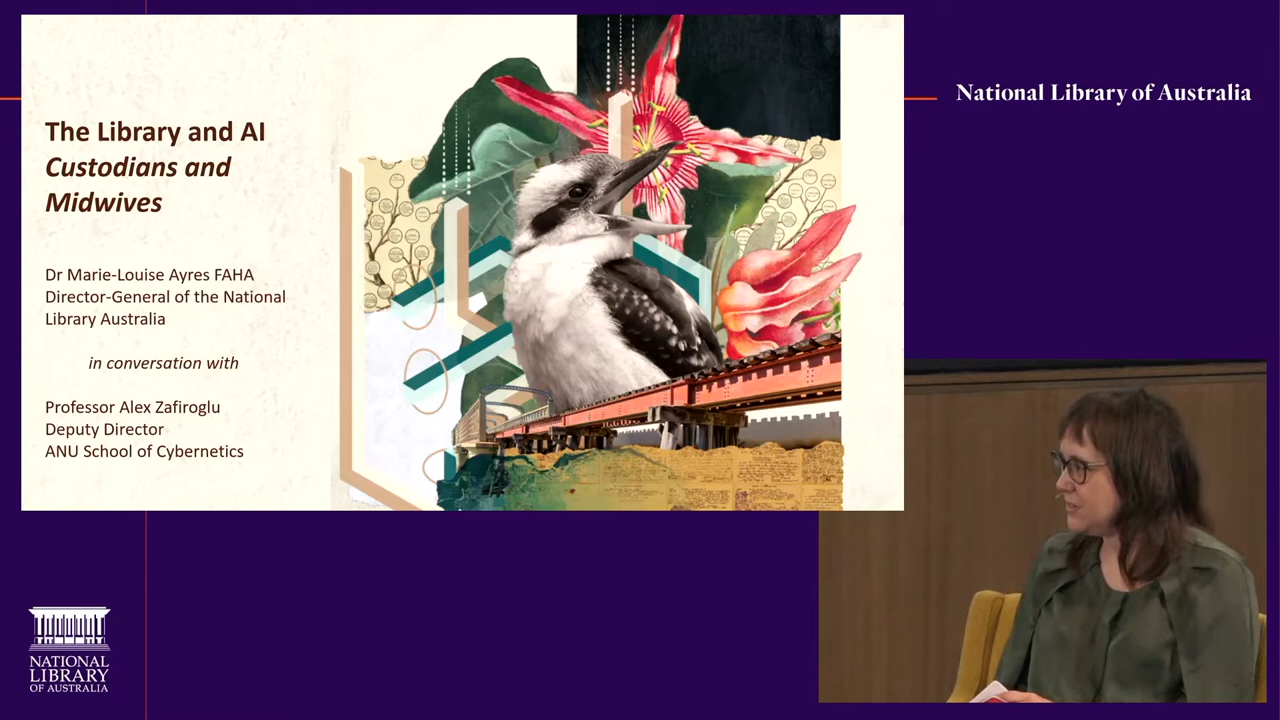 The Library and AI
Custodians and
Midwives
Dr Marie-Louise Ayres FAHA
Director-General of the National
Library Australia
in conversation with
Professor Alex Zafiroglu
Deputy Director
ANU School of Cybernetics
National Library of Australia
NATIONAL
LIBRARY
OF AUSTRALIA